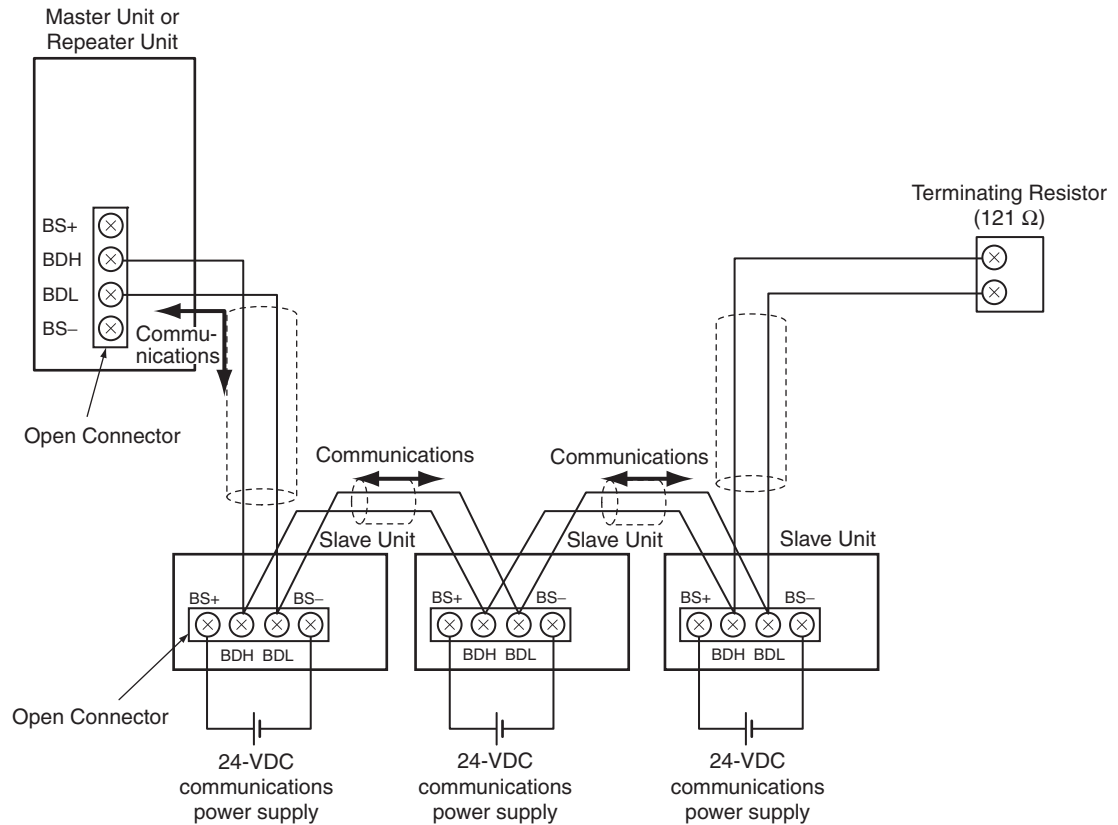 Master Unit or
Repeater Unit
Terminating Resistor
(121 Ω)
BS+
BDH
BDL
BS–
Commu-
nications
Open Connector
Communications
Communications
Slave Unit
Slave Unit
Slave Unit
BS+ BS–
BS+ BS–
BS+ BS–
BDH BDL
BDH BDL
BDH BDL
Open Connector
24-VDC
communications
power supply
24-VDC
communications
power supply
24-VDC
communications
power supply